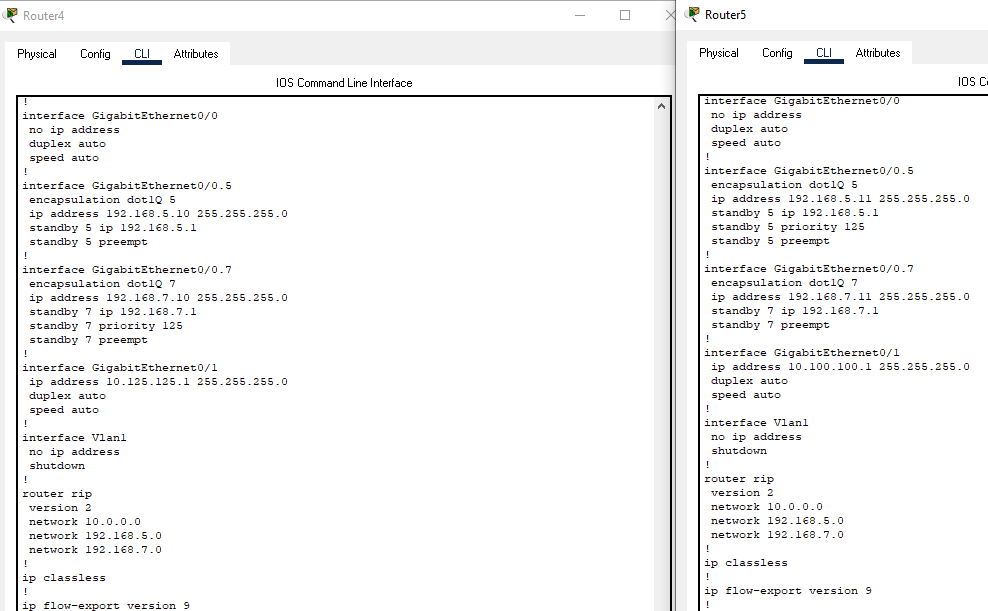 Router4
Physical Config CLI Attributes
IOS Command Line Interface
!
interface GigabitEthernet0/0
no ip address
duplex auto
speed auto
!
interface GigabitEthernet0/0.5
encapsulation dot1Q 5
ip address 192.168.5.10 255.255.255.0
standby 5 ip 192.168.5.1
standby 5 preempt
!
interface GigabitEthernet0/0.7
encapsulation dot1Q 7
ip address 192.168.7.10 255.255.255.0
standby 7 ip 192.168.7.1
standby 7 priority 125
standby 7 preempt
!
interface GigabitEthernet0/1
ip address 10.125.125.1 255.255.255.0
duplex auto
speed auto
!
interface Vlan1
no ip address
shutdown
!
router rip
version 2
network 10.0.0.0
network 192.168.5.0
network 192.168.7.0
!
ip classless
!
ip flow-export version 9
Router5
Physical Config CLI Attributes
IOS Co
interface GigabitEthernet0/0
no ip address
duplex auto
speed auto
!
interface GigabitEthernet0/0.5
encapsulation dot1Q 5
ip address 192.168.5.11 255.255.255.0
standby 5 ip 192.168.5.1
standby 5 priority 125
standby 5 preempt
!
interface GigabitEthernet0/0.7
encapsulation dot1Q 7
ip address 192.168.7.11 255.255.255.0
standby 7 ip 192.168.7.1
standby 7 preempt
!
interface GigabitEthernet0/1
ip address 10.100.100.1 255.255.255.0
duplex auto
speed auto
!
interface Vlan1
no ip address
shutdown
!
router rip
version 2
network 10.0.0.0
network 192.168.5.0
network 192.168.7.0
!
ip classless
!
ip flow-export version 9
!